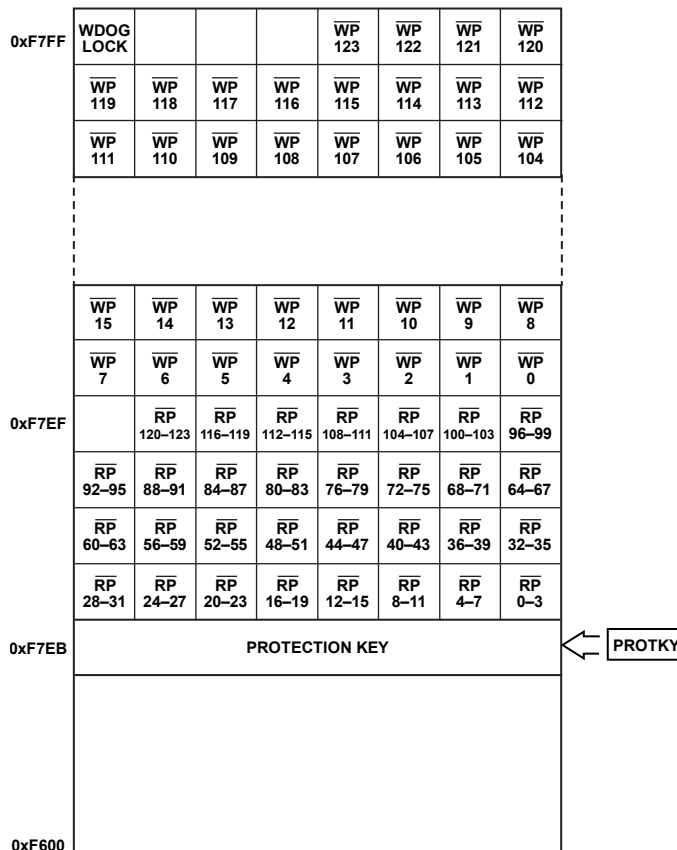 0xF7FF
WDOG LOCK
WP 123
WP 122
WP 121
WP 120
WP 119
WP 118
WP 117
WP 116
WP 115
WP 114
WP 113
WP 112
WP 111
WP 110
WP 109
WP 108
WP 107
WP 106
WP 105
WP 104
WP 15
WP 14
WP 13
WP 12
WP 11
WP 10
WP 9
WP 8
WP 7
WP 6
WP 5
WP 4
WP 3
WP 2
WP 1
WP 0
0xF7EF
RP 120–123
RP 116–119
RP 112–115
RP 108–111
RP 104–107
RP 100–103
RP 96–99
RP 92–95
RP 88–91
RP 84–87
RP 80–83
RP 76–79
RP 72–75
RP 68–71
RP 64–67
RP 60–63
RP 56–59
RP 52–55
RP 48–51
RP 44–47
RP 40–43
RP 36–39
RP 32–35
RP 28–31
RP 24–27
RP 20–23
RP 16–19
RP 12–15
RP 8–11
RP 4–7
RP 0–3
0xF7EB
PROTECTION KEY
PROTKY
0xF600